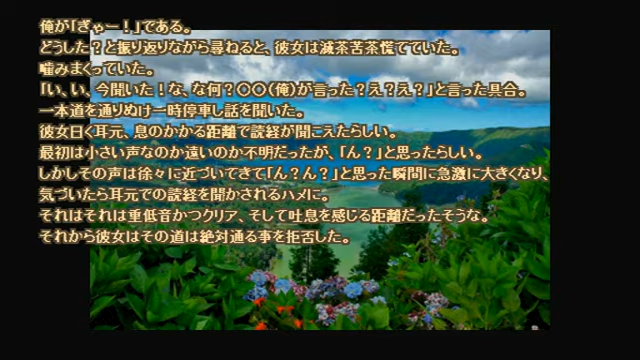 俺が｢ぎゃー！｣である。
どうした？と振り返りながら尋ねると、彼女は滅茶苦茶慌てていた。
噛みまくっていた。
｢い、い、今聞いた！な、な何？〇〇（俺）が言った？え？え？｣と言った具合。
一本道を通りぬけ一時停車し話を聞いた。
彼女曰く耳元、息のかかる距離で読経が聞こえたらしい。
最初は小さい声なのか遠いのか不明だったが、｢ん？｣と思ったらしい。
しかしその声は徐々に近づいてきて｢ん？ん？｣と思った瞬間に急激に大きくなり、
気づいたら耳元での読経を聞かされるハメに。
それはそれは重低音かつクリア、そして吐息を感じる距離だったそうな。
それから彼女はその道は絶対通る事を拒否した。